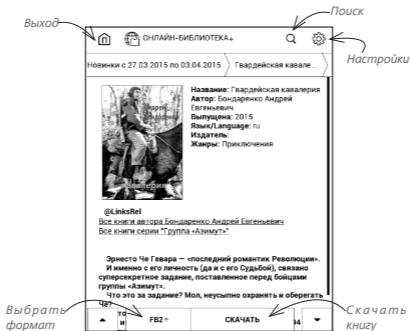 Поиск
Выход
ОНЛАЙН-БИБЛИОТЕКА
Настройки
Новинки с 27.03.2015 по 03.04.2015
Гвардейская кавале...
Название: Гвардейская кавалерия
Автор: Бондаренко Андрей
Евгеньевич
Выпущена: 2015
Язык/Language: ru
Издатель:
Жанры: Приключения
@LinksRel
Все книги автора Бондаренко Андрей Евгеньевич
Все книги серии "Группа «Азимут»"
Эрнесто Че Гевара — «последний романтик Революции».
И именно с его личность (да и с его Судьбой), связано
суперсекретное задание, поставленное перед бойцами
группы «Азимут».
Что это за задание? Мол, неусыпно охранять и оберегать
Че?
Выбрать
формат
FB2
СКАЧАТЬ
Скачать
книгу